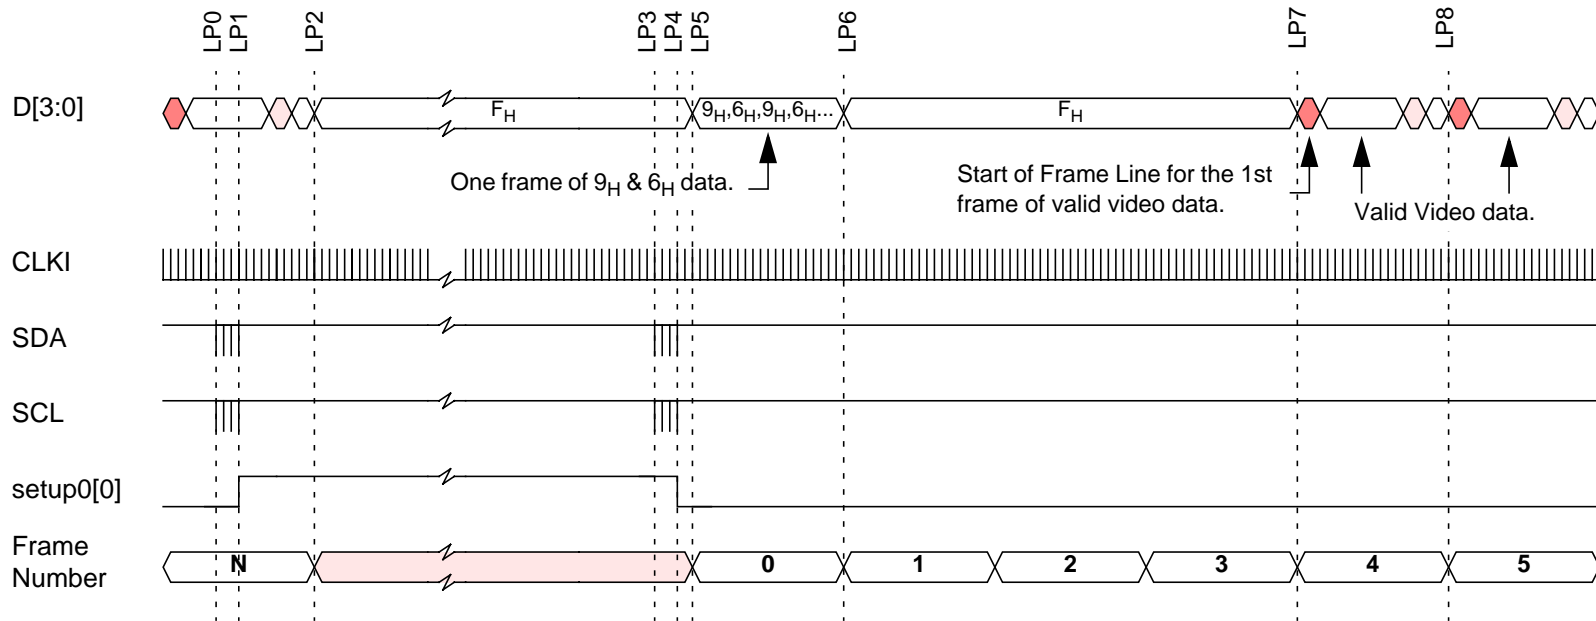 LP0 LP1 LP2 LP3 LP4 LP5 LP6 LP7 LP8
D[3:0] FH 9H,6H,9H,6H... FH
One frame of 9H & 6H data.
Start of Frame Line for the 1st
frame of valid video data.
Valid Video data.
CLKI
SDA
SCL
setup0[0]
Frame
Number
N 0 1 2 3 4 5